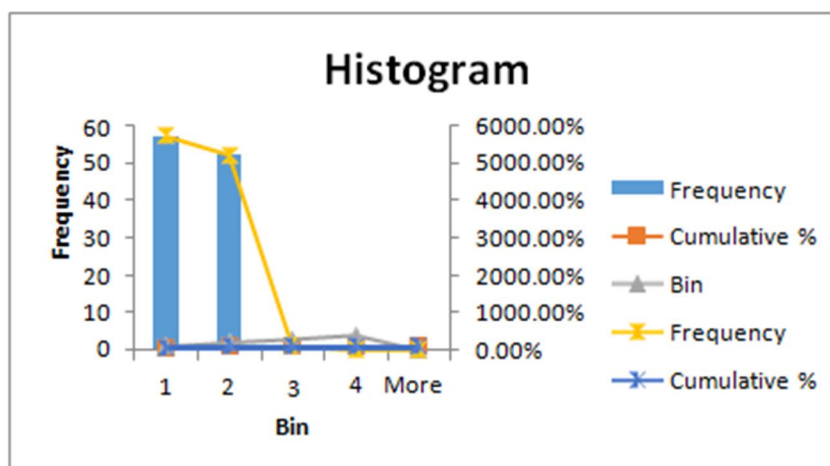 Histogram
Frequency
60
50
40
30
20
10
0
6000.00%
5000.00%
4000.00%
3000.00%
2000.00%
1000.00%
0.00%
1 2 3 4 More
Bin
Frequency
Cumulative %
Bin
Frequency
Cumulative %